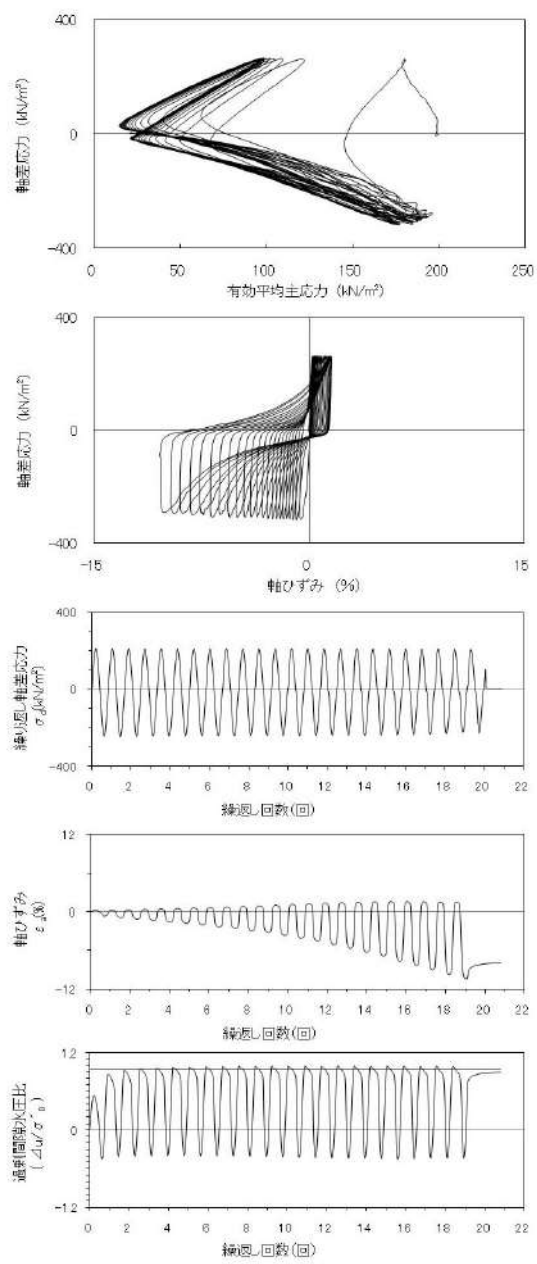 400
0
-400
軸差応力 (kN/m²)
0 50 100 150 200 250
有効平均主応力 (kN/m²)
400
0
-400
軸差応力 (kN/m²)
-15 0 15
軸ひずみ (%)
400
0
-400
繰り返し軸差応力
σd(kN/m²)
0 2 4 6 8 10 12 14 16 18 20 22
繰返し回数(回)
12
0
-12
軸ひずみ
εa(%)
0 2 4 6 8 10 12 14 16 18 20 22
繰返し回数(回)
1.2
0
-1.2
過剰間隙水圧比
(Δu/σ'0)
0 2 4 6 8 10 12 14 16 18 20 22
繰返し回数(回)